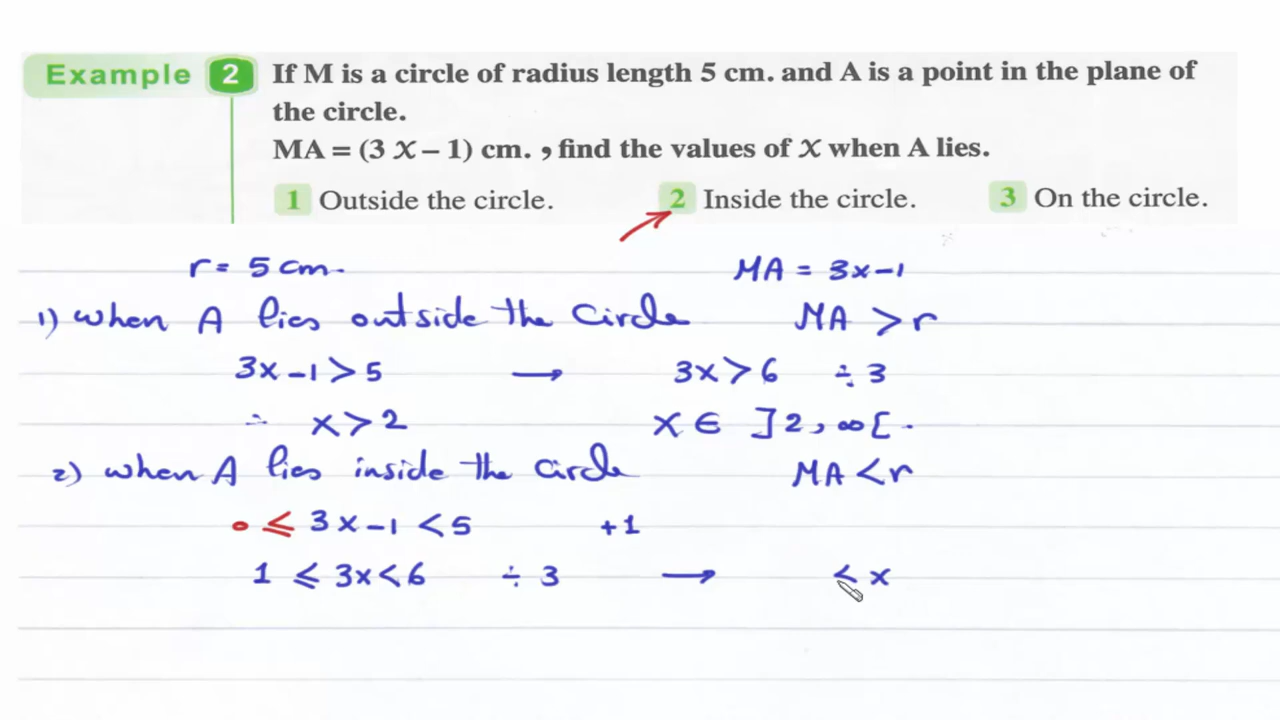 Example 2 If M is a circle of radius length 5 cm. and A is a point in the plane of
the circle.
MA = (3 X – 1) cm. , find the values of X when A lies.
1 Outside the circle. 2 Inside the circle. 3 On the circle.
r = 5 cm. MA = 3x-1
1) when A lies outside the Circle MA > r
3x-1 > 5 → 3x > 6 ÷ 3
∴ x > 2 X ∈ ]2, ∞[.
2) when A lies inside the Circle MA < r
0 ⩽ 3x-1 < 5 +1
1 ⩽ 3x < 6 ÷ 3 → < x